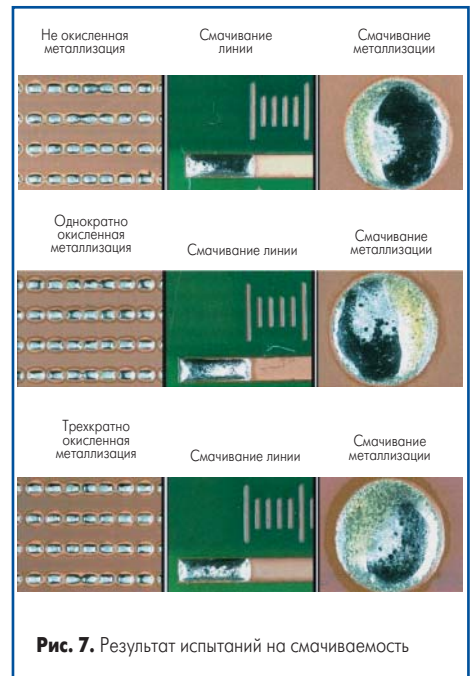 Не окисленная
металлизация
Смачивание
линии
Смачивание
металлизации
Однократно
окисленная
металлизация
Смачивание линии
Смачивание
металлизации
Трехкратно
окисленная
металлизация
Смачивание линии
Смачивание
металлизации
Рис. 7. Результат испытаний на смачиваемость